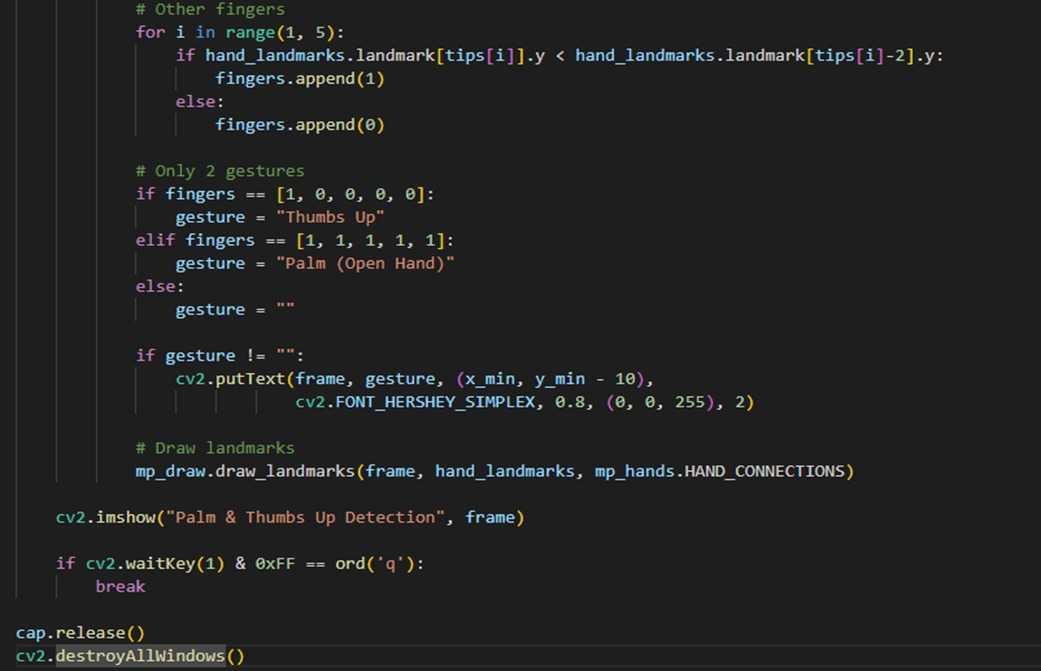 # Other fingers
for i in range(1, 5):
if hand_landmarks.landmark[tips[i]].y < hand_landmarks.landmark[tips[i]-2].y:
fingers.append(1)
else:
fingers.append(0)
# Only 2 gestures
if fingers == [1, 0, 0, 0, 0]:
gesture = "Thumbs Up"
elif fingers == [1, 1, 1, 1, 1]:
gesture = "Palm (Open Hand)"
else:
gesture = ""
if gesture != "":
cv2.putText(frame, gesture, (x_min, y_min - 10),
cv2.FONT_HERSHEY_SIMPLEX, 0.8, (0, 0, 255), 2)
# Draw landmarks
mp_draw.draw_landmarks(frame, hand_landmarks, mp_hands.HAND_CONNECTIONS)
cv2.imshow("Palm & Thumbs Up Detection", frame)
if cv2.waitKey(1) & 0xFF == ord('q'):
break
cap.release()
cv2.destroyAllWindows()